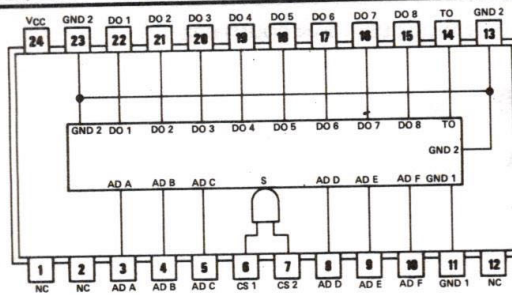 VCC GND 2 DO 1 DO 2 DO 3 DO 4 DO 5 DO 6 DO 7 DO 8 TO GND 2
24 23 22 21 20 19 18 17 16 15 14 13
GND 2 DO 1 DO 2 DO 3 DO 4 DO 5 DO 6 DO 7 DO 8 TO
GND 2
AD A AD B AD C S AD D AD E AD F GND 1
1 2 3 4 5 6 7 8 9 10 11 12
NC NC AD A AD B AD C CS 1 CS 2 AD D AD E AD F GND 1 NC